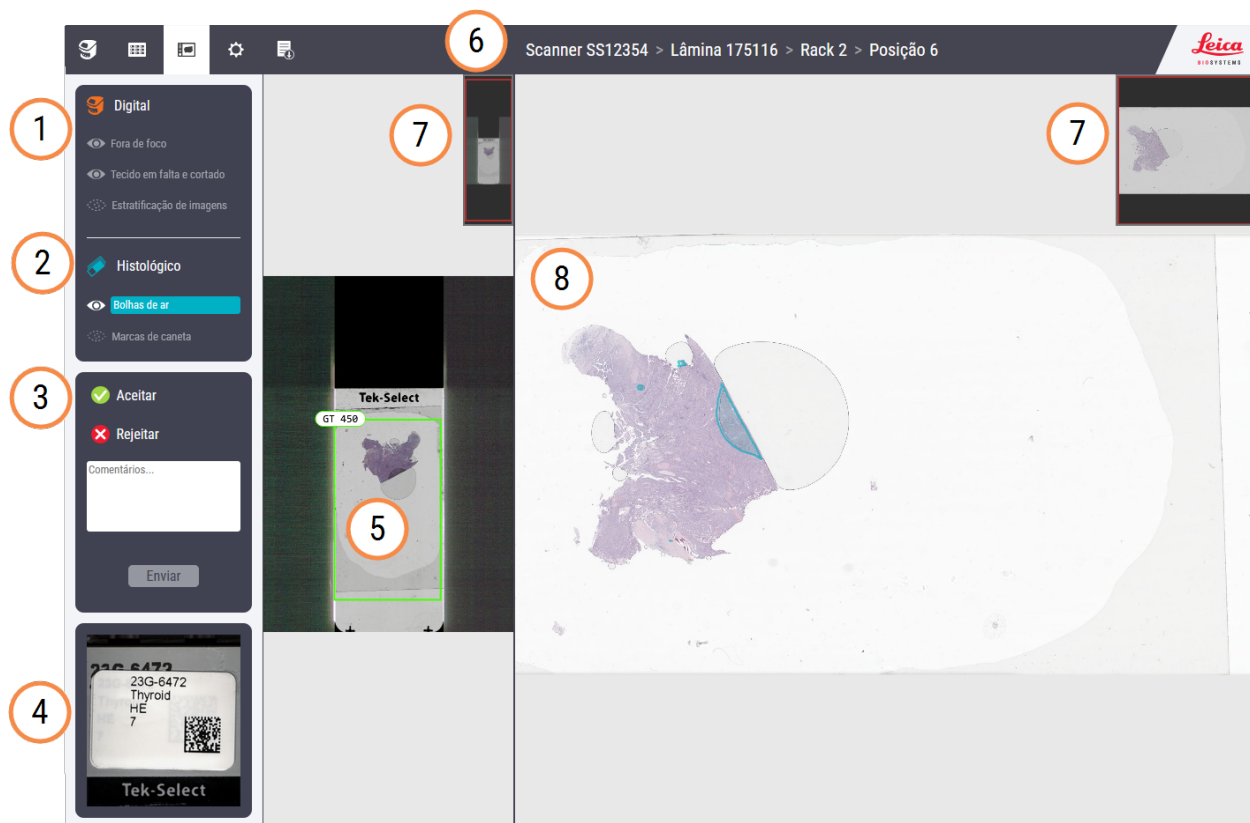 6
Scanner SS12354 > Lâmina 175116 > Rack 2 > Posição 6
Leica
BIOSYSTEMS
1
Digital
Fora de foco
Tecido em falta e cortado
Estratificação de imagens
2
Histológico
Bolhas de ar
Marcas de caneta
3
Aceitar
Rejeitar
Comentários...
Enviar
4
23G-6472
23G-6472
Thyroid
HE
7
Tek-Select
7
Tek-Select
GT 450
5
7
8